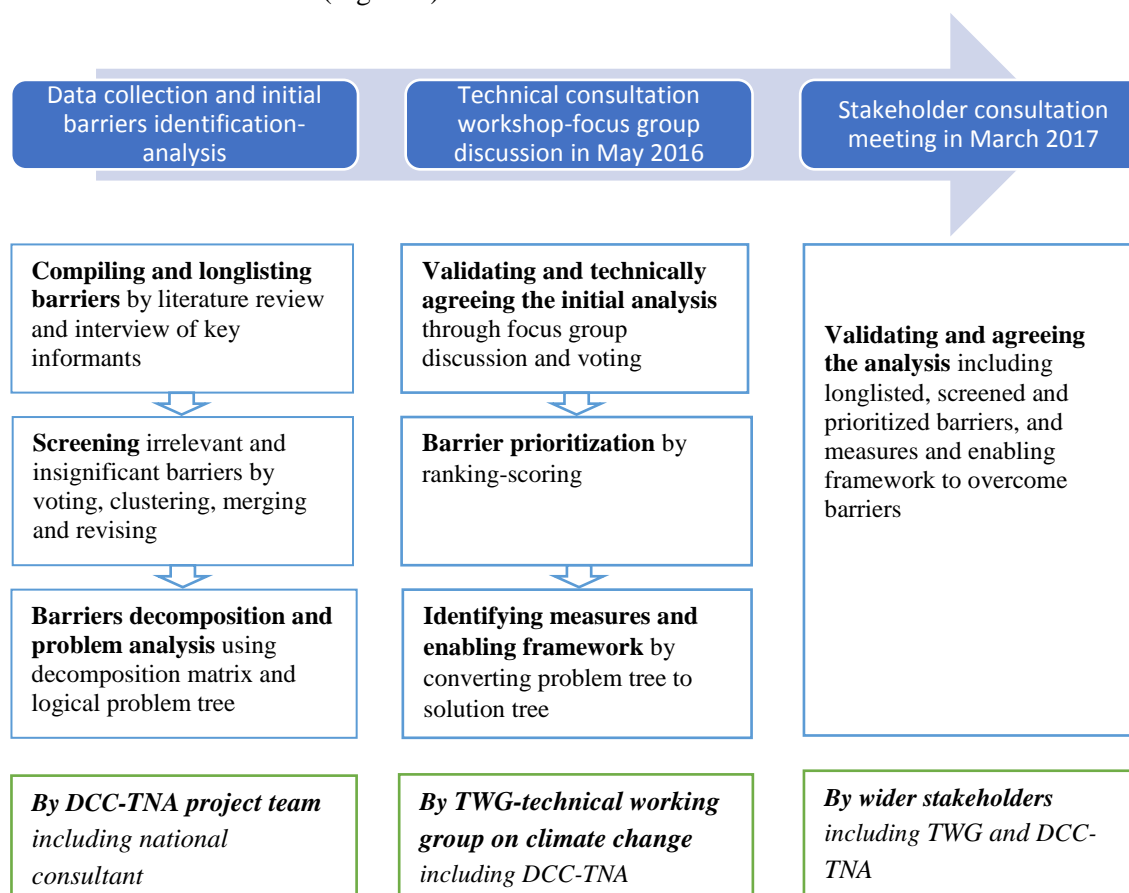 Data collection and initial
barriers identification-
analysis
Technical consultation
workshop-focus group
discussion in May 2016
Stakeholder consultation
meeting in March 2017
Compiling and longlisting
barriers by literature review
and interview of key
informants
Screening irrelevant and
insignificant barriers by
voting, clustering, merging
and revising
Barriers decomposition and
problem analysis using
decomposition matrix and
logical problem tree
Validating and technically
agreeing the initial analysis
through focus group
discussion and voting
Barrier prioritization by
ranking-scoring
Identifying measures and
enabling framework by
converting problem tree to
solution tree
Validating and agreeing
the analysis including
longlisted, screened and
prioritized barriers, and
measures and enabling
framework to overcome
barriers
By DCC-TNA project team
including national
consultant
By TWG-technical working
group on climate change
including DCC-TNA
By wider stakeholders
including TWG and DCC-
TNA